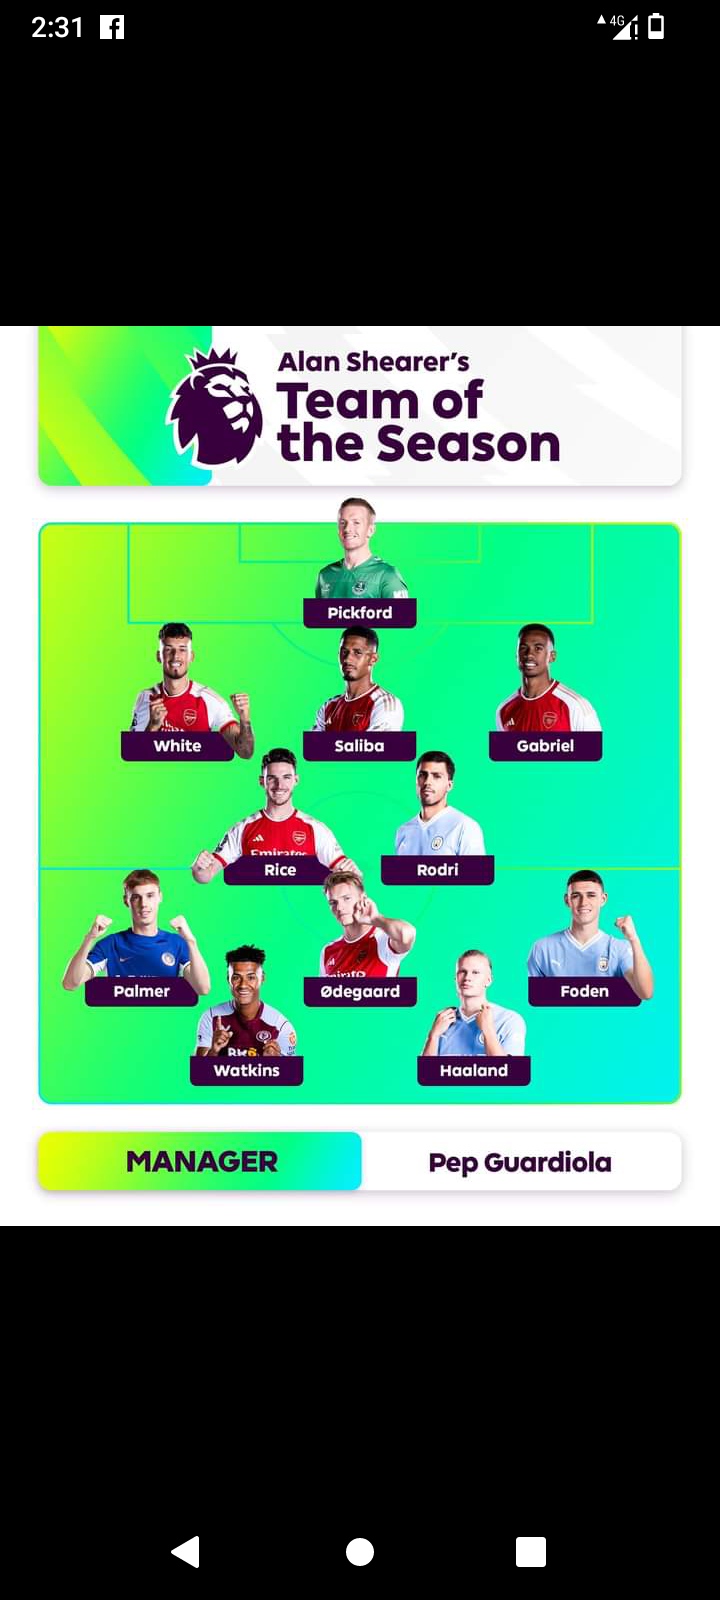 2:31
4G
Alan Shearer's
Team of
the Season
Pickford
White
Saliba
Gabriel
Emirates
Rice
Rodri
Palmer
Ødegaard
Foden
Watkins
Haaland
MANAGER
Pep Guardiola